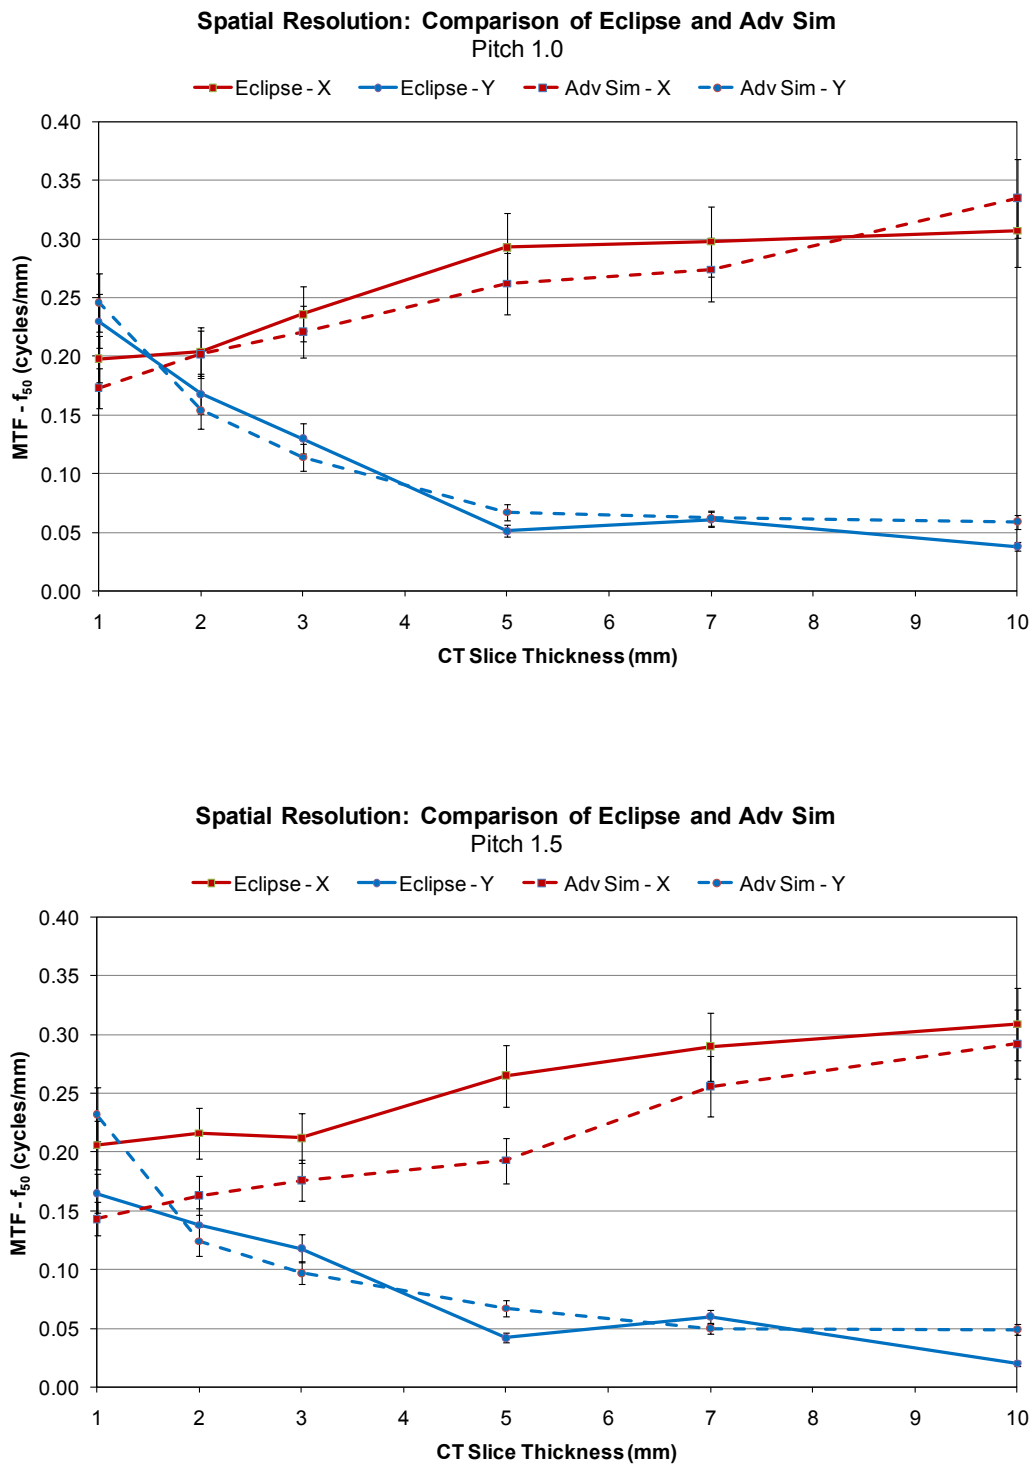 Spatial Resolution: Comparison of Eclipse and Adv Sim
Pitch 1.0
Eclipse - X Eclipse - Y Adv Sim - X Adv Sim - Y
0.40
0.35
0.30
0.25
0.20
0.15
0.10
0.05
0.00
MTF - f50 (cycles/mm)
1 2 3 4 5 6 7 8 9 10
CT Slice Thickness (mm)
Spatial Resolution: Comparison of Eclipse and Adv Sim
Pitch 1.5
Eclipse - X Eclipse - Y Adv Sim - X Adv Sim - Y
0.40
0.35
0.30
0.25
0.20
0.15
0.10
0.05
0.00
MTF - f50 (cycles/mm)
1 2 3 4 5 6 7 8 9 10
CT Slice Thickness (mm)